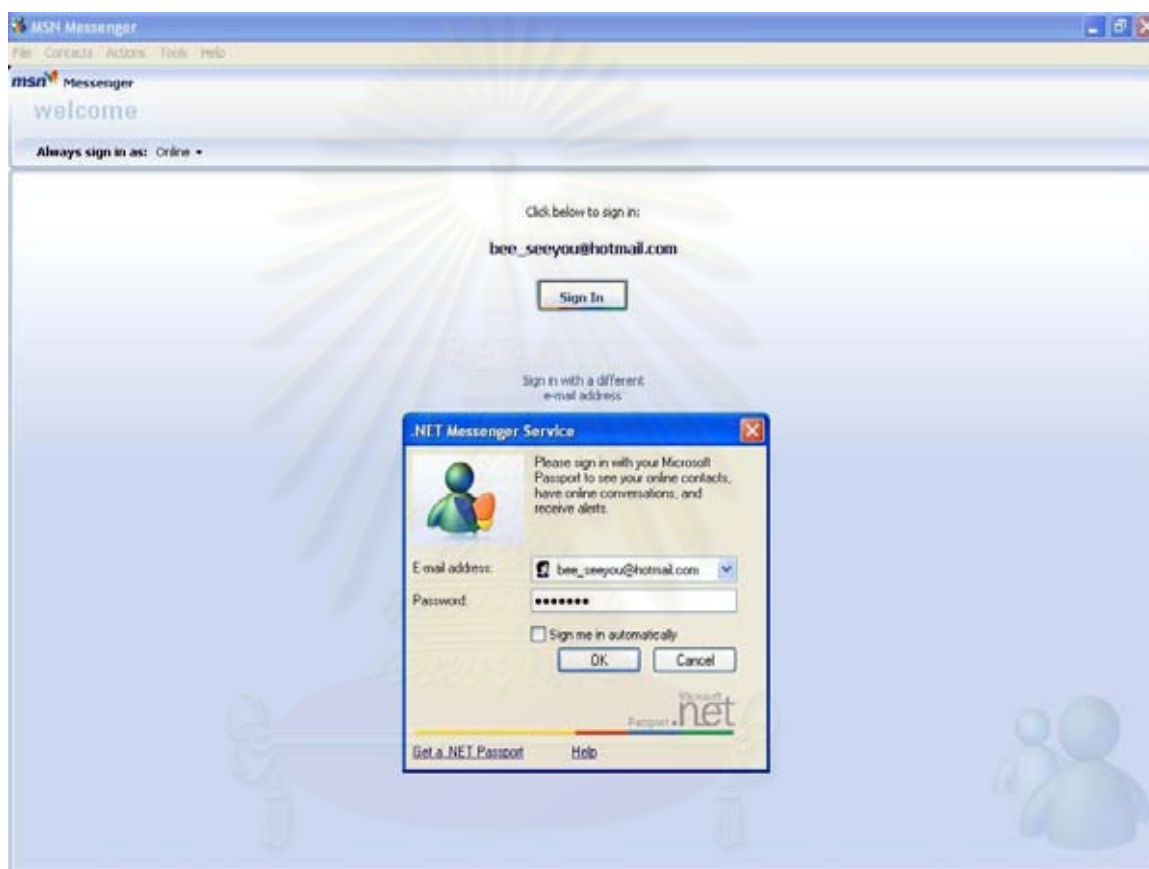 MSN Messenger
File Contacts Actions Tools Help
msn Messenger
welcome
Always sign in as: Online
Click below to sign in:
bee_seeyou@hotmail.com
Sign In
Sign in with a different
e-mail address
.NET Messenger Service
Please sign in with your Microsoft
Passport to see your online contacts,
have online conversations, and
receive alerts.
E-mail address: bee_seeyou@hotmail.com
Password: •••••••
Sign me in automatically
OK Cancel
Microsoft
Passport .net
Get a .NET Passport Help